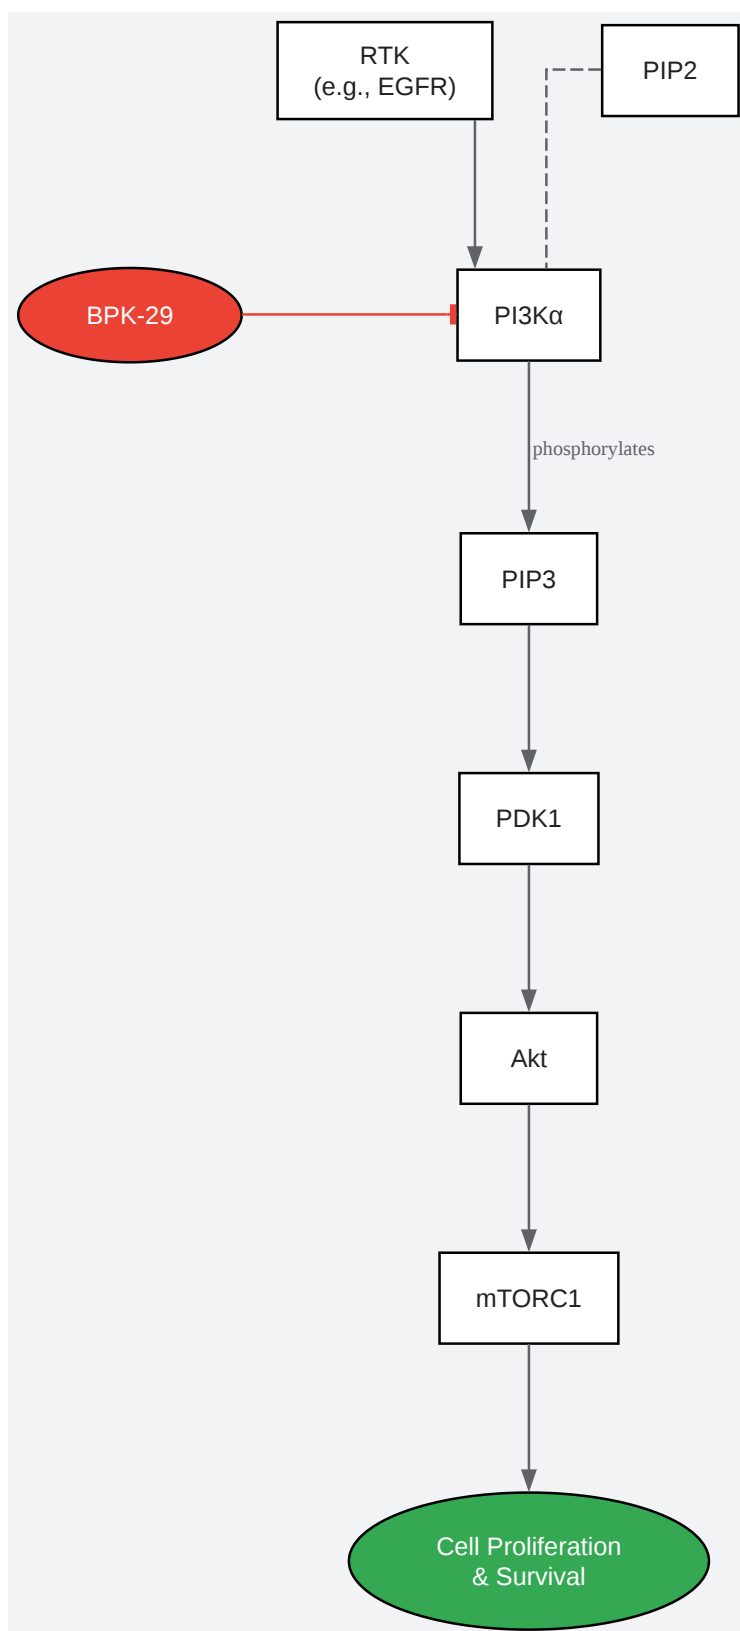 RTK
(e.g., EGFR)
PIP2
BPK-29
PI3Kα
phosphorylates
PIP3
PDK1
Akt
mTORC1
Cell Proliferation
& Survival